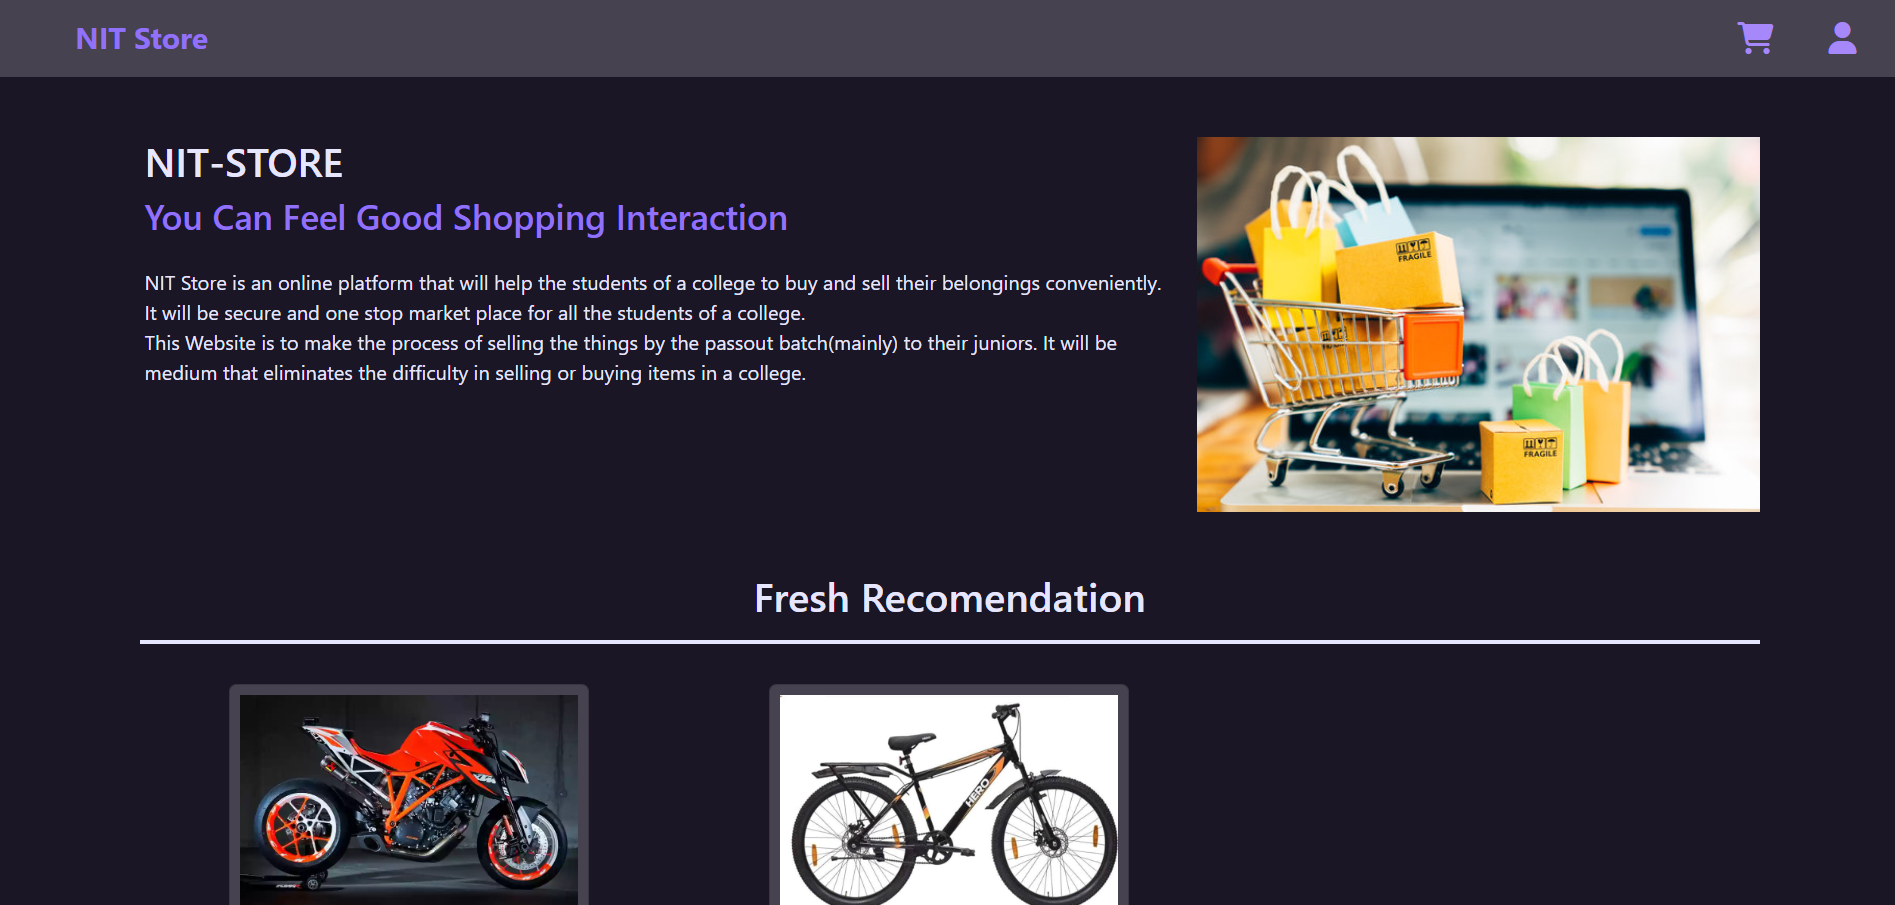 NIT Store
NIT-STORE
You Can Feel Good Shopping Interaction
NIT Store is an online platform that will help the students of a college to buy and sell their belongings conveniently.
It will be secure and one stop market place for all the students of a college.
This Website is to make the process of selling the things by the passout batch(mainly) to their juniors. It will be
medium that eliminates the difficulty in selling or buying items in a college.
FRAGILE
FRAGILE
Fresh Recomendation
KTM
HERO